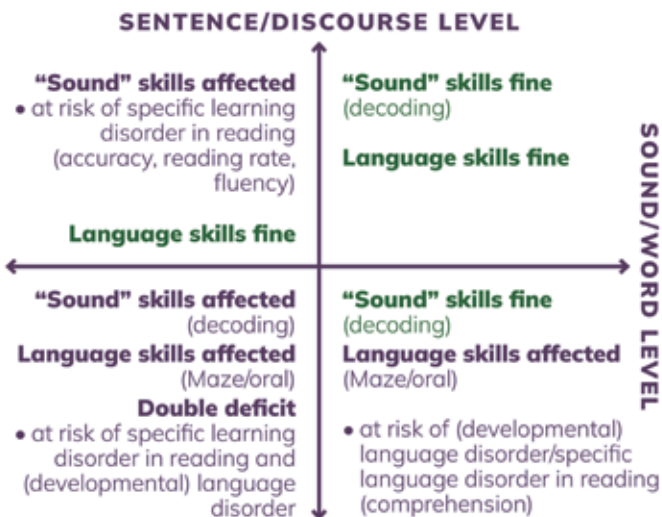 SENTENCE/DISCOURSE LEVEL
“Sound” skills affected
• at risk of specific learning
disorder in reading
(accuracy, reading rate,
fluency)
Language skills fine
“Sound” skills fine
(decoding)
Language skills fine
SOUND/WORD LEVEL
“Sound” skills affected
(decoding)
Language skills affected
(Maze/oral)
Double deficit
• at risk of specific learning
disorder in reading and
(developmental) language
disorder
“Sound” skills fine
(decoding)
Language skills affected
(Maze/oral)
• at risk of (developmental)
language disorder/specific
language disorder in reading
(comprehension)